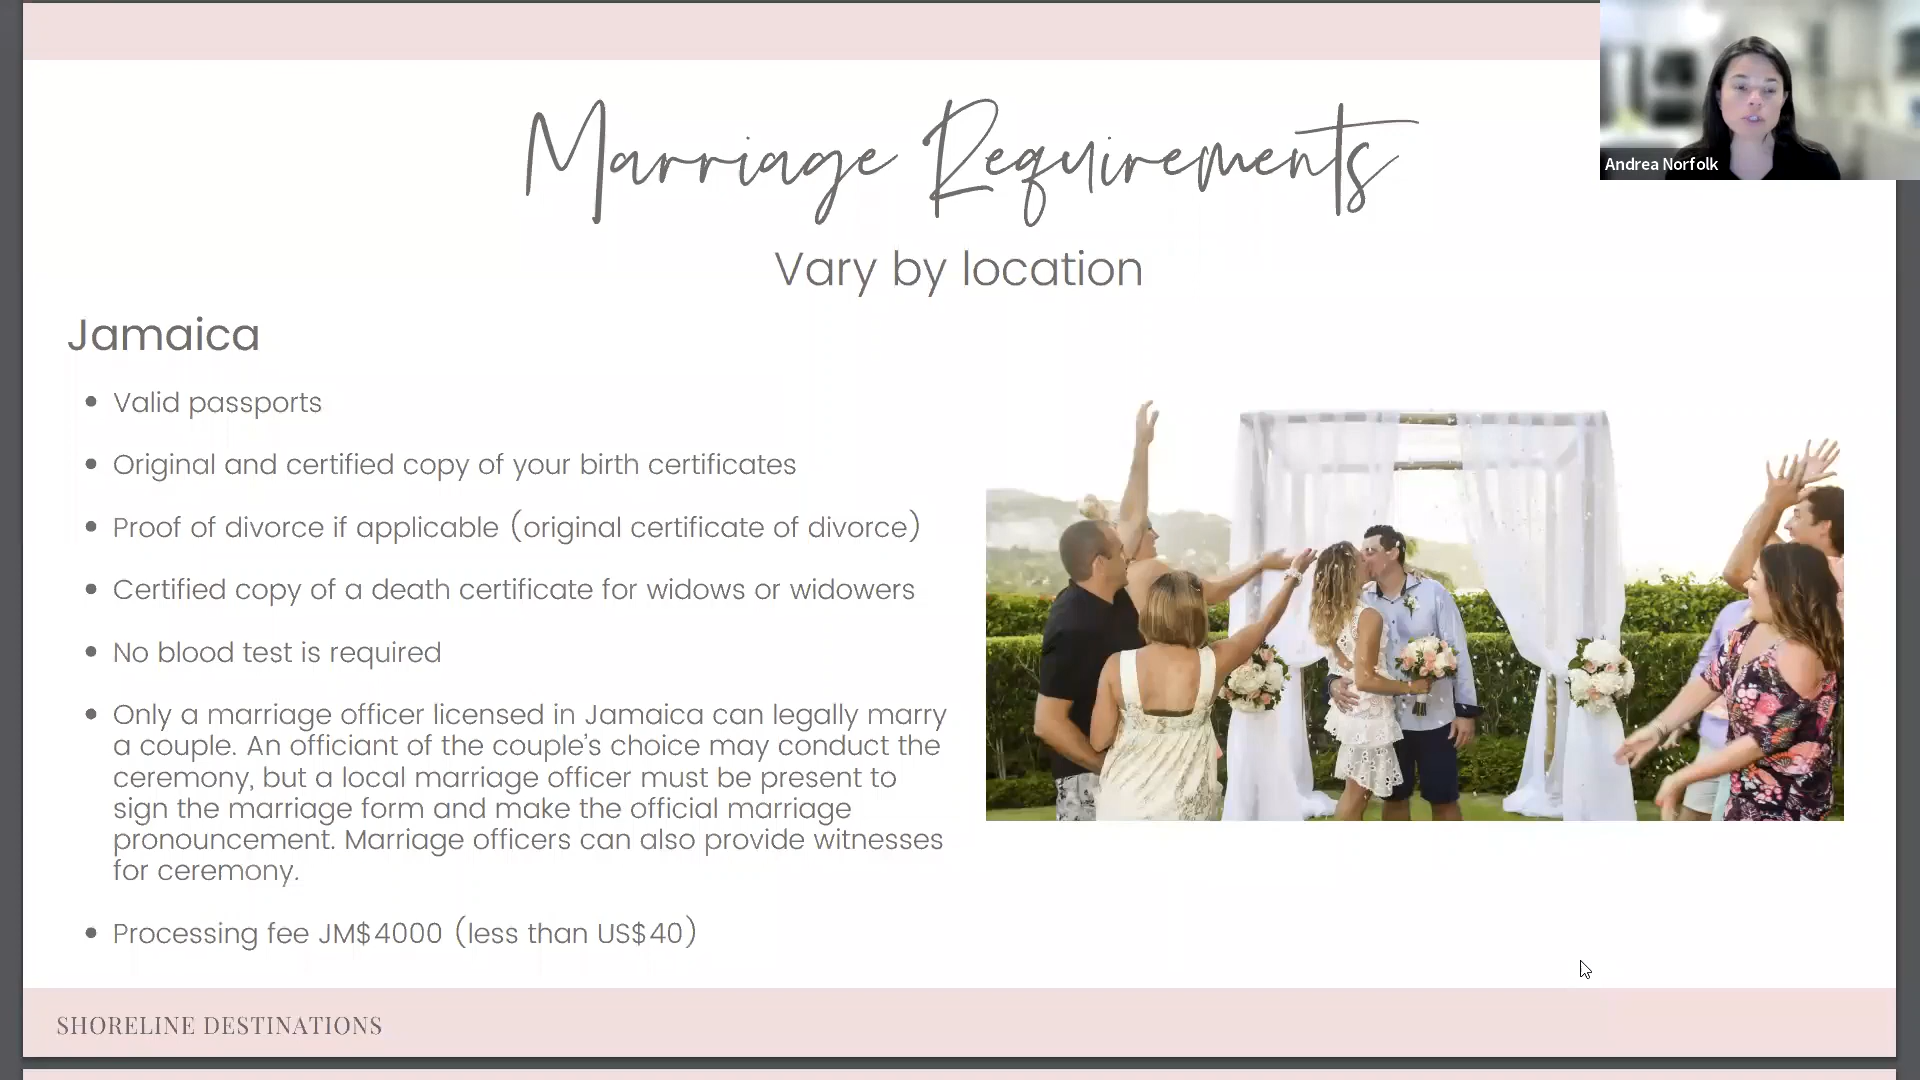 Marriage Requirements
Andrea Norfolk
Vary by location
Jamaica
• Valid passports
• Original and certified copy of your birth certificates
• Proof of divorce if applicable (original certificate of divorce)
• Certified copy of a death certificate for widows or widowers
• No blood test is required
• Only a marriage officer licensed in Jamaica can legally marry
a couple. An officiant of the couple's choice may conduct the
ceremony, but a local marriage officer must be present to
sign the marriage form and make the official marriage
pronouncement. Marriage officers can also provide witnesses
for ceremony.
• Processing fee JM$4000 (less than US$40)
SHORELINE DESTINATIONS